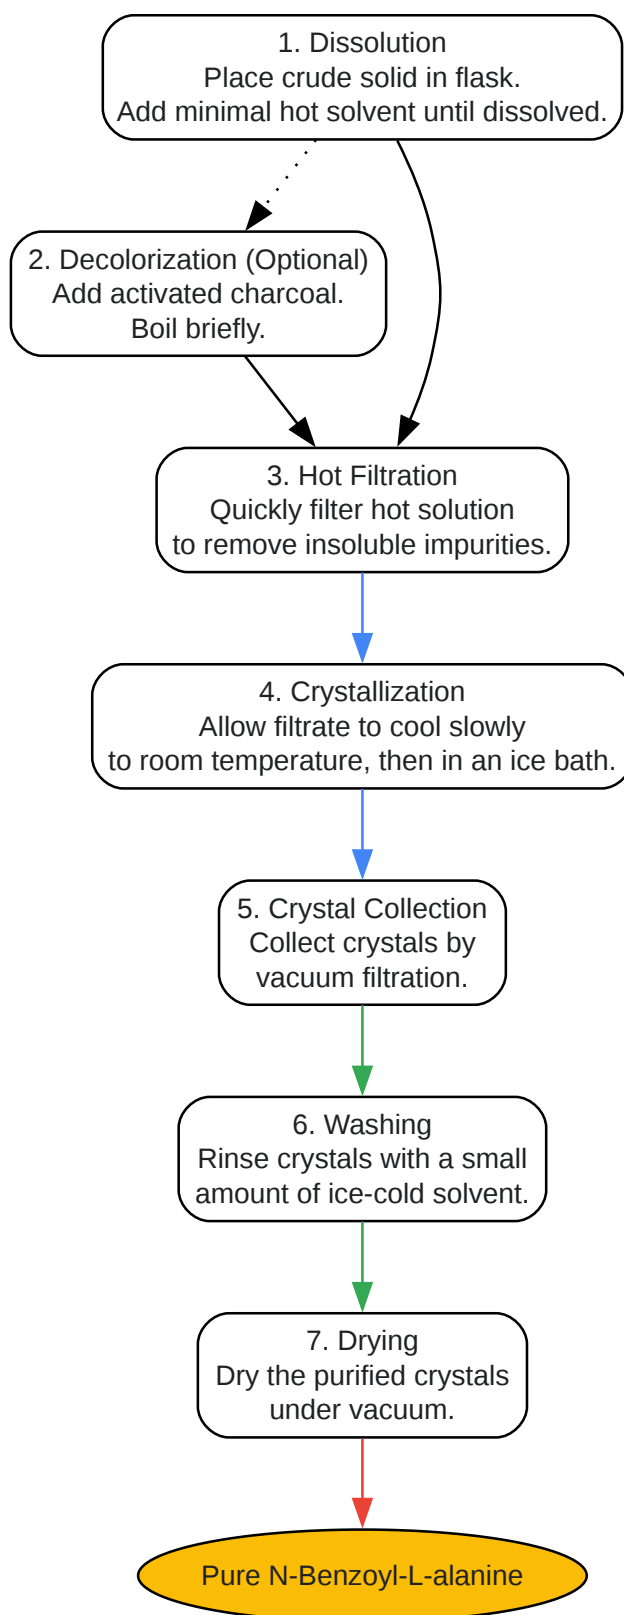 1. Dissolution
Place crude solid in flask.
Add minimal hot solvent until dissolved.
2. Decolorization (Optional)
Add activated charcoal.
Boil briefly.
3. Hot Filtration
Quickly filter hot solution
to remove insoluble impurities.
4. Crystallization
Allow filtrate to cool slowly
to room temperature, then in an ice bath.
5. Crystal Collection
Collect crystals by
vacuum filtration.
6. Washing
Rinse crystals with a small
amount of ice-cold solvent.
7. Drying
Dry the purified crystals
under vacuum.
Pure N-Benzoyl-L-alanine